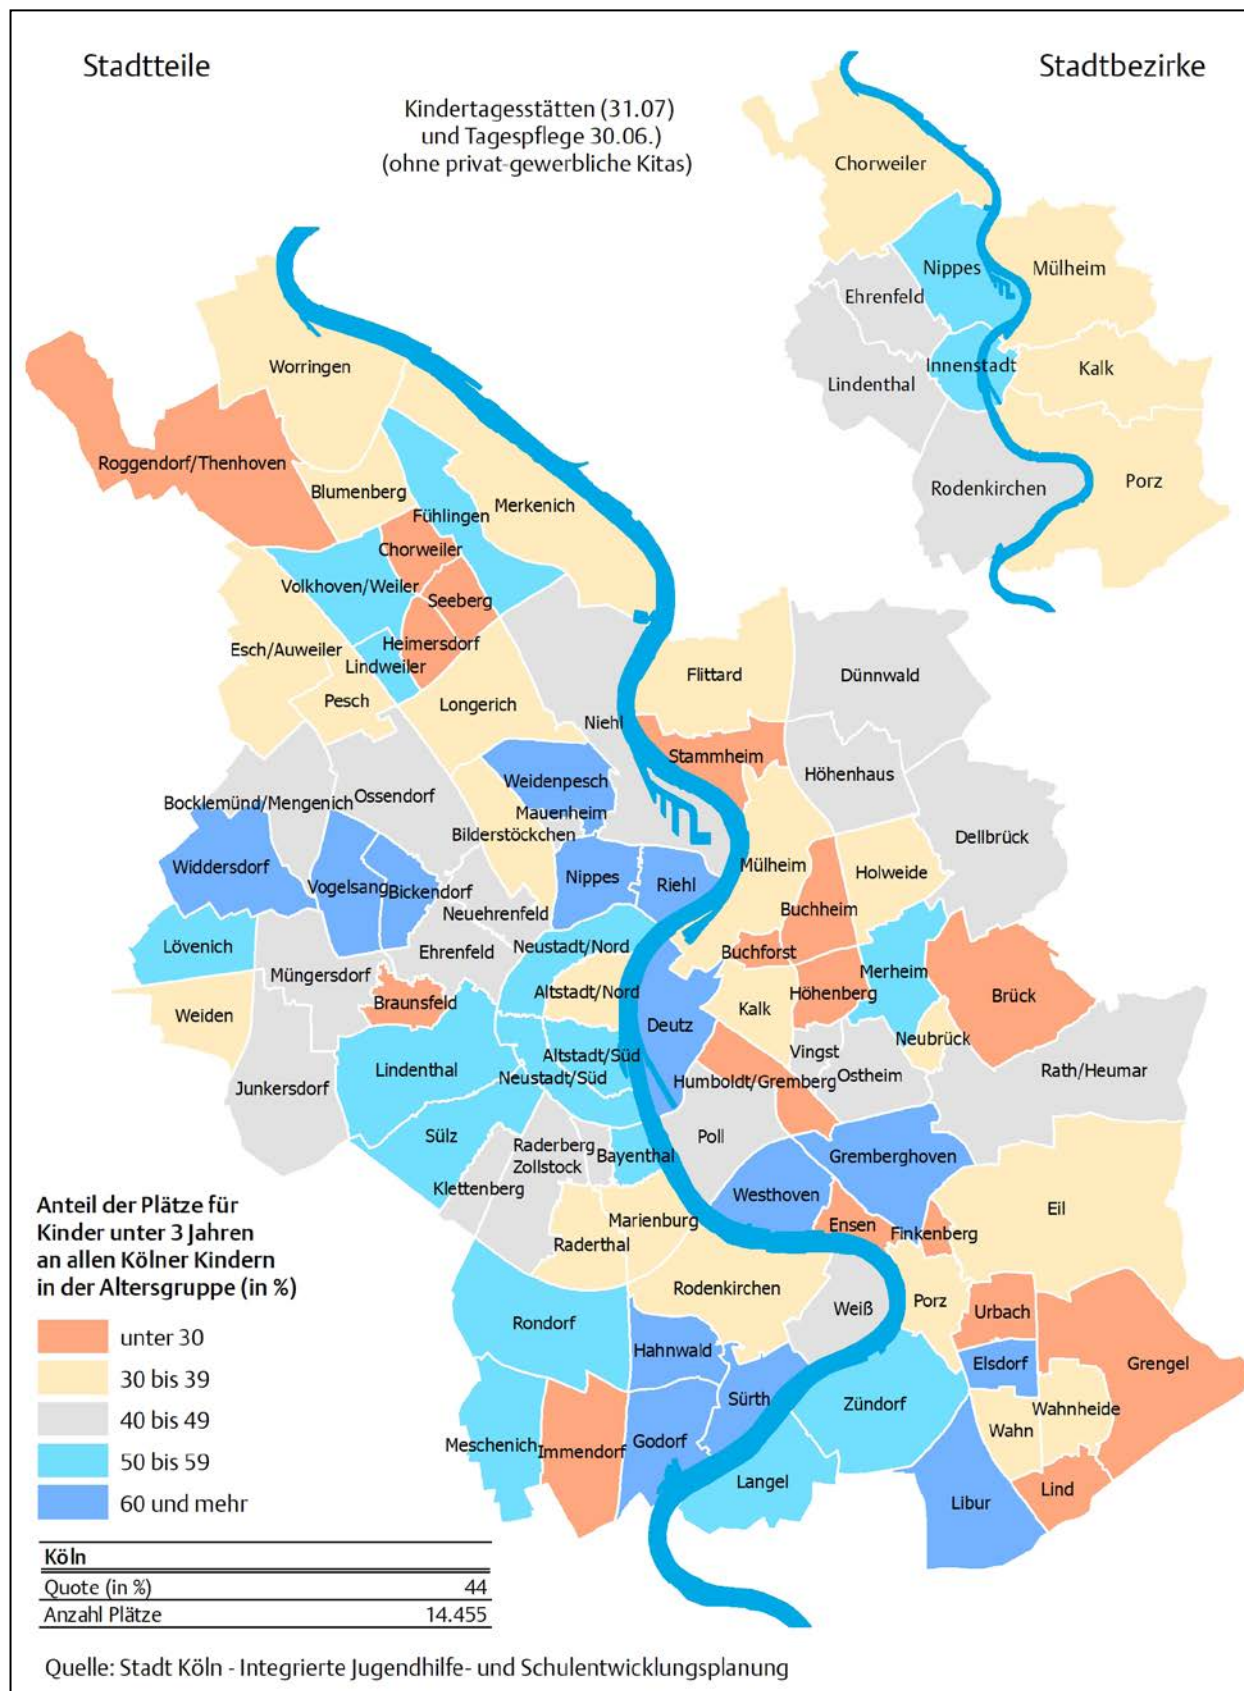 Stadtteile
Stadtbezirke
Kindertagesstätten (31.07)
und Tagespflege 30.06.)
(ohne privat-gewerbliche Kitas)
Chorweiler
Nippes
Mülheim
Ehrenfeld
Innenstadt
Kalk
Lindenthal
Porz
Rodenkirchen
Worringen
Roggendorf/Thenhoven
Blumenberg
Merkenich
Fühlingen
Chorweiler
Volkhoven/Weiler
Seeberg
Heimersdorf
Esch/Auweiler
Lindweiler
Pesch
Longerich
Niehl
Flittard
Dünnwald
Stammheim
Höhenhaus
Weidenpesch
Bocklemünd/Mengenich
Ossendorf
Mauenheim
Bilderstöckchen
Dellbrück
Widdersdorf
Vogelsang
Bickendorf
Nippes
Riehl
Mülheim
Holweide
Buchheim
Neuehrenfeld
Lövenich
Ehrenfeld
Neustadt/Nord
Buchforst
Merheim
Müngersdorf
Braunsfeld
Altstadt/Nord
Höhenberg
Brück
Weiden
Deutz
Kalk
Neubrück
Vingst
Altstadt/Süd
Lindenthal
Neustadt/Süd
Humboldt/Gremberg
Ostheim
Rath/Heumar
Junkersdorf
Sülz
Raderberg
Zollstock
Bayenthal
Poll
Gremberghoven
Klettenberg
Westhoven
Eil
Marienburg
Ensen
Finkenberg
Raderthal
Rodenkirchen
Weiß
Porz
Urbach
Rondorf
Hahnwald
Elsdorf
Grengel
Sürth
Zündorf
Wahnheide
Wahn
Meschenich
Immendorf
Godorf
Langel
Lind
Libur
Anteil der Plätze für
Kinder unter 3 Jahren
an allen Kölner Kindern
in der Altersgruppe (in %)
unter 30
30 bis 39
40 bis 49
50 bis 59
60 und mehr
Köln
Quote (in %) 44
Anzahl Plätze 14.455
Quelle: Stadt Köln - Integrierte Jugendhilfe- und Schulentwicklungsplanung